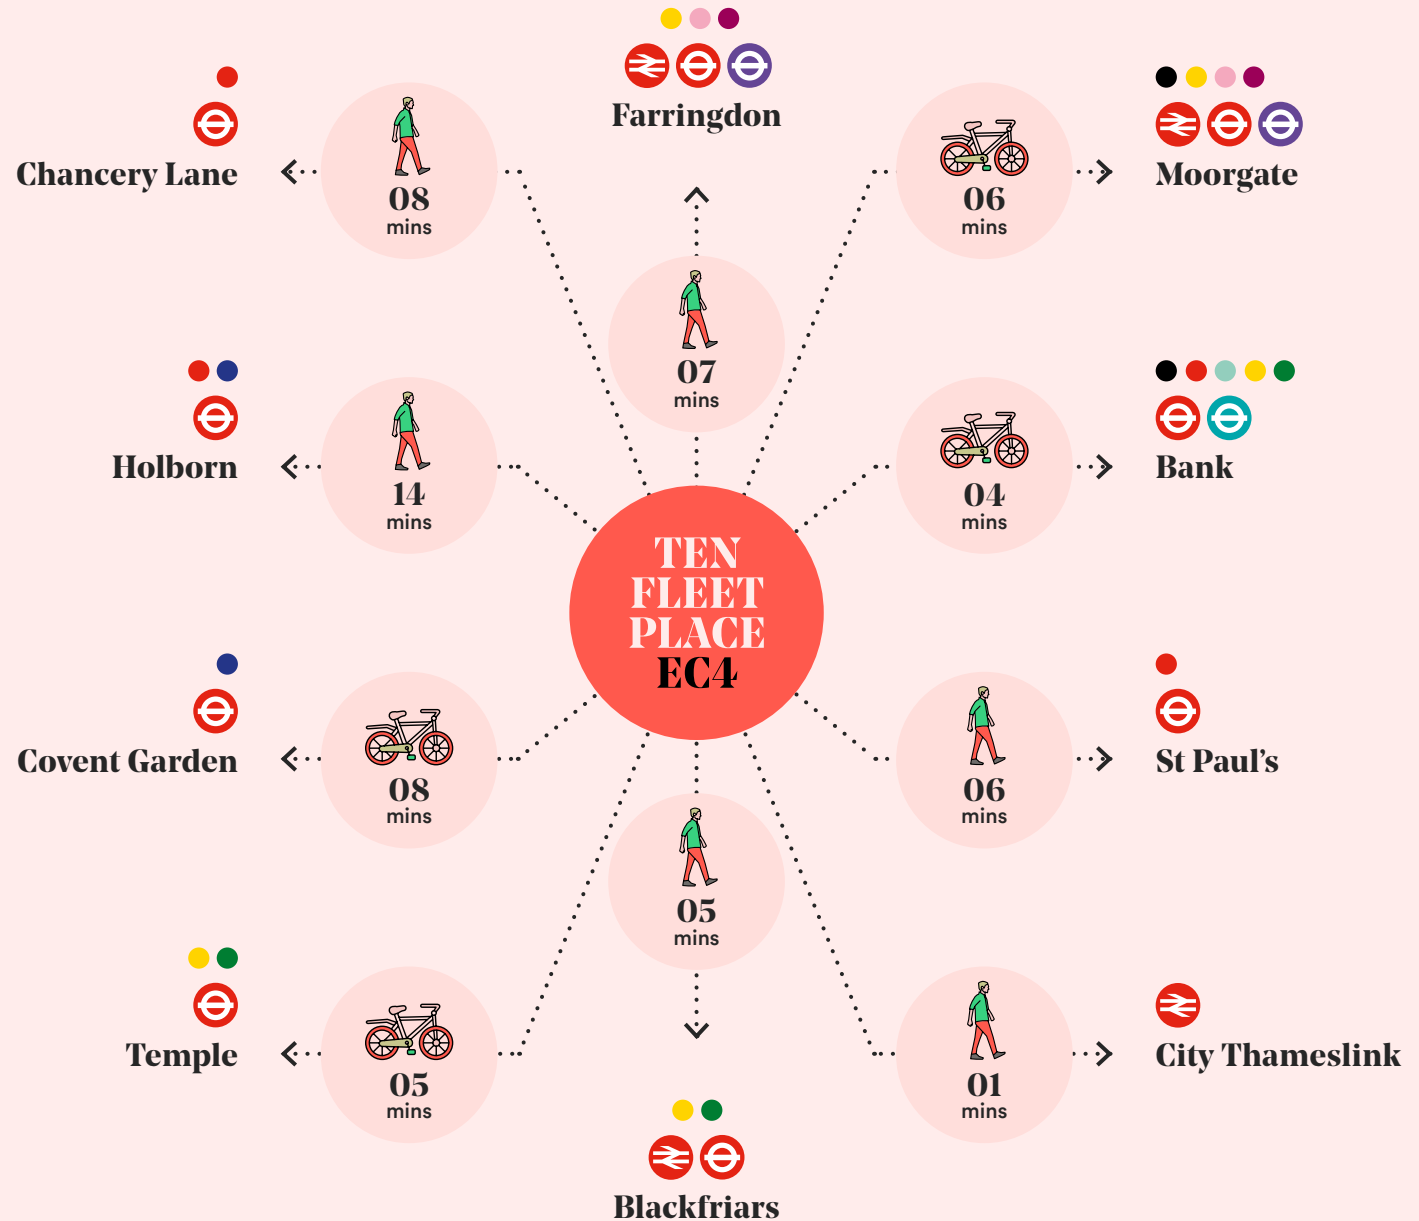 Farringdon
07
mins
Chancery Lane
08
mins
06
mins
Moorgate
Holborn
14
mins
04
mins
Bank
TEN
FLEET
PLACE
EC4
Covent Garden
08
mins
06
mins
St Paul's
Temple
05
mins
05
mins
Blackfriars
01
mins
City Thameslink